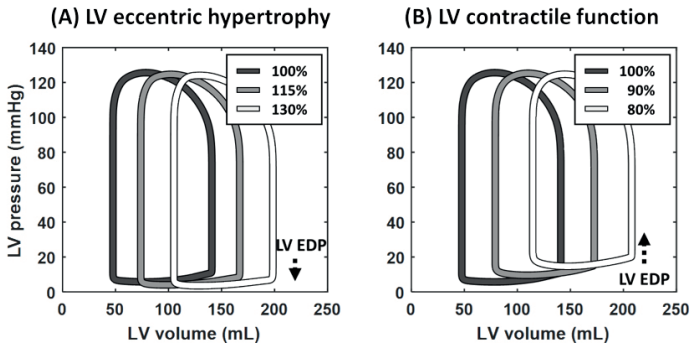 (A) LV eccentric hypertrophy
LV pressure (mmHg)
140
120
100
80
60
40
20
0
100%
115%
130%
LV EDP
0 50 100 150 200 250
LV volume (mL)
(B) LV contractile function
140
120
100
80
60
40
20
0
100%
90%
80%
LV EDP
0 50 100 150 200 250
LV volume (mL)